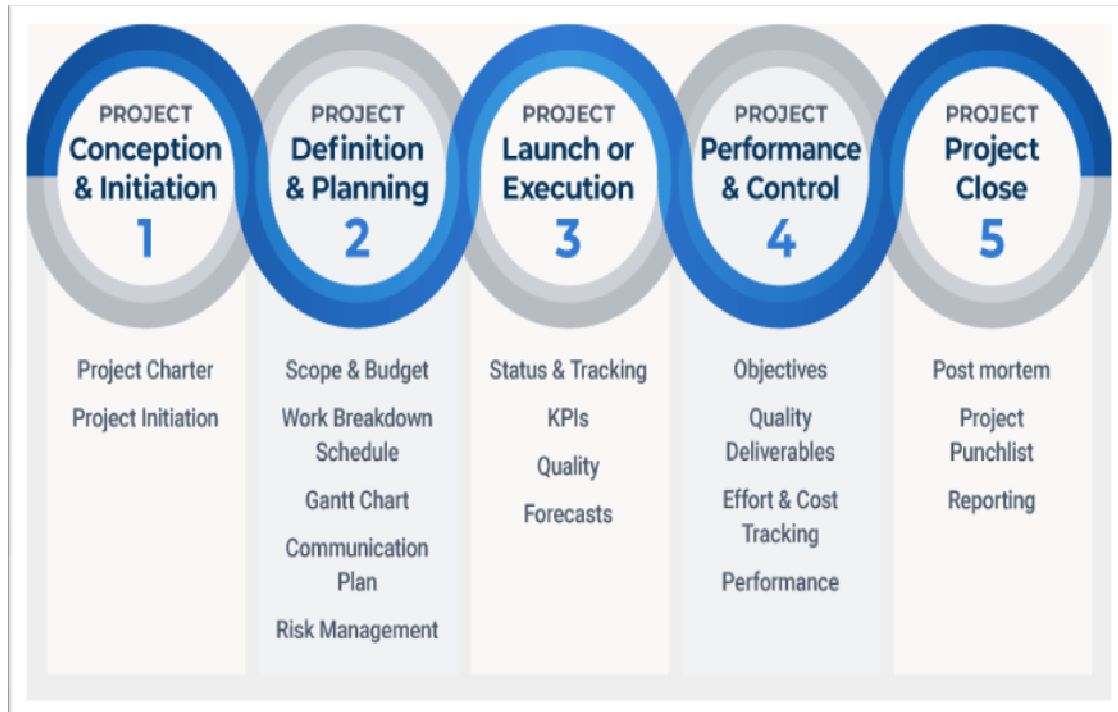 PROJECT
Conception
& Initiation
1
PROJECT
Definition
& Planning
2
PROJECT
Launch or
Execution
3
PROJECT
Performance
& Control
4
PROJECT
Project
Close
5
Project Charter
Project Initiation
Scope & Budget
Work Breakdown
Schedule
Gantt Chart
Communication
Plan
Risk Management
Status & Tracking
KPIs
Quality
Forecasts
Objectives
Quality
Deliverables
Effort & Cost
Tracking
Performance
Post mortem
Project
Punchlist
Reporting